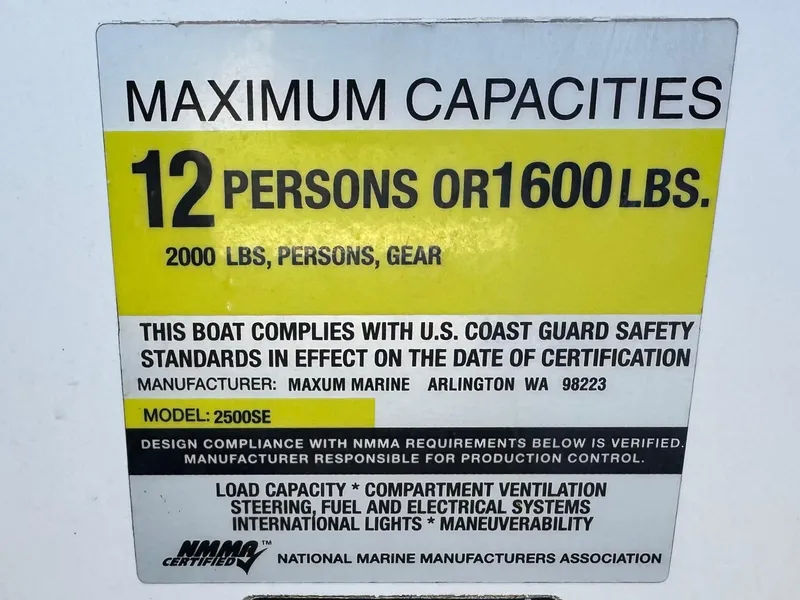 MAXIMUM CAPACITIES
12 PERSONS OR 1600 LBS.
2000 LBS, PERSONS, GEAR
THIS BOAT COMPLIES WITH U.S. COAST GUARD SAFETY
STANDARDS IN EFFECT ON THE DATE OF CERTIFICATION
MANUFACTURER: MAXUM MARINE ARLINGTON WA 98223
MODEL: 2500SE
DESIGN COMPLIANCE WITH NMMA REQUIREMENTS BELOW IS VERIFIED.
MANUFACTURER RESPONSIBLE FOR PRODUCTION CONTROL.
LOAD CAPACITY * COMPARTMENT VENTILATION
STEERING, FUEL AND ELECTRICAL SYSTEMS
INTERNATIONAL LIGHTS * MANEUVERABILITY
NMMA™
CERTIFIED NATIONAL MARINE MANUFACTURERS ASSOCIATION